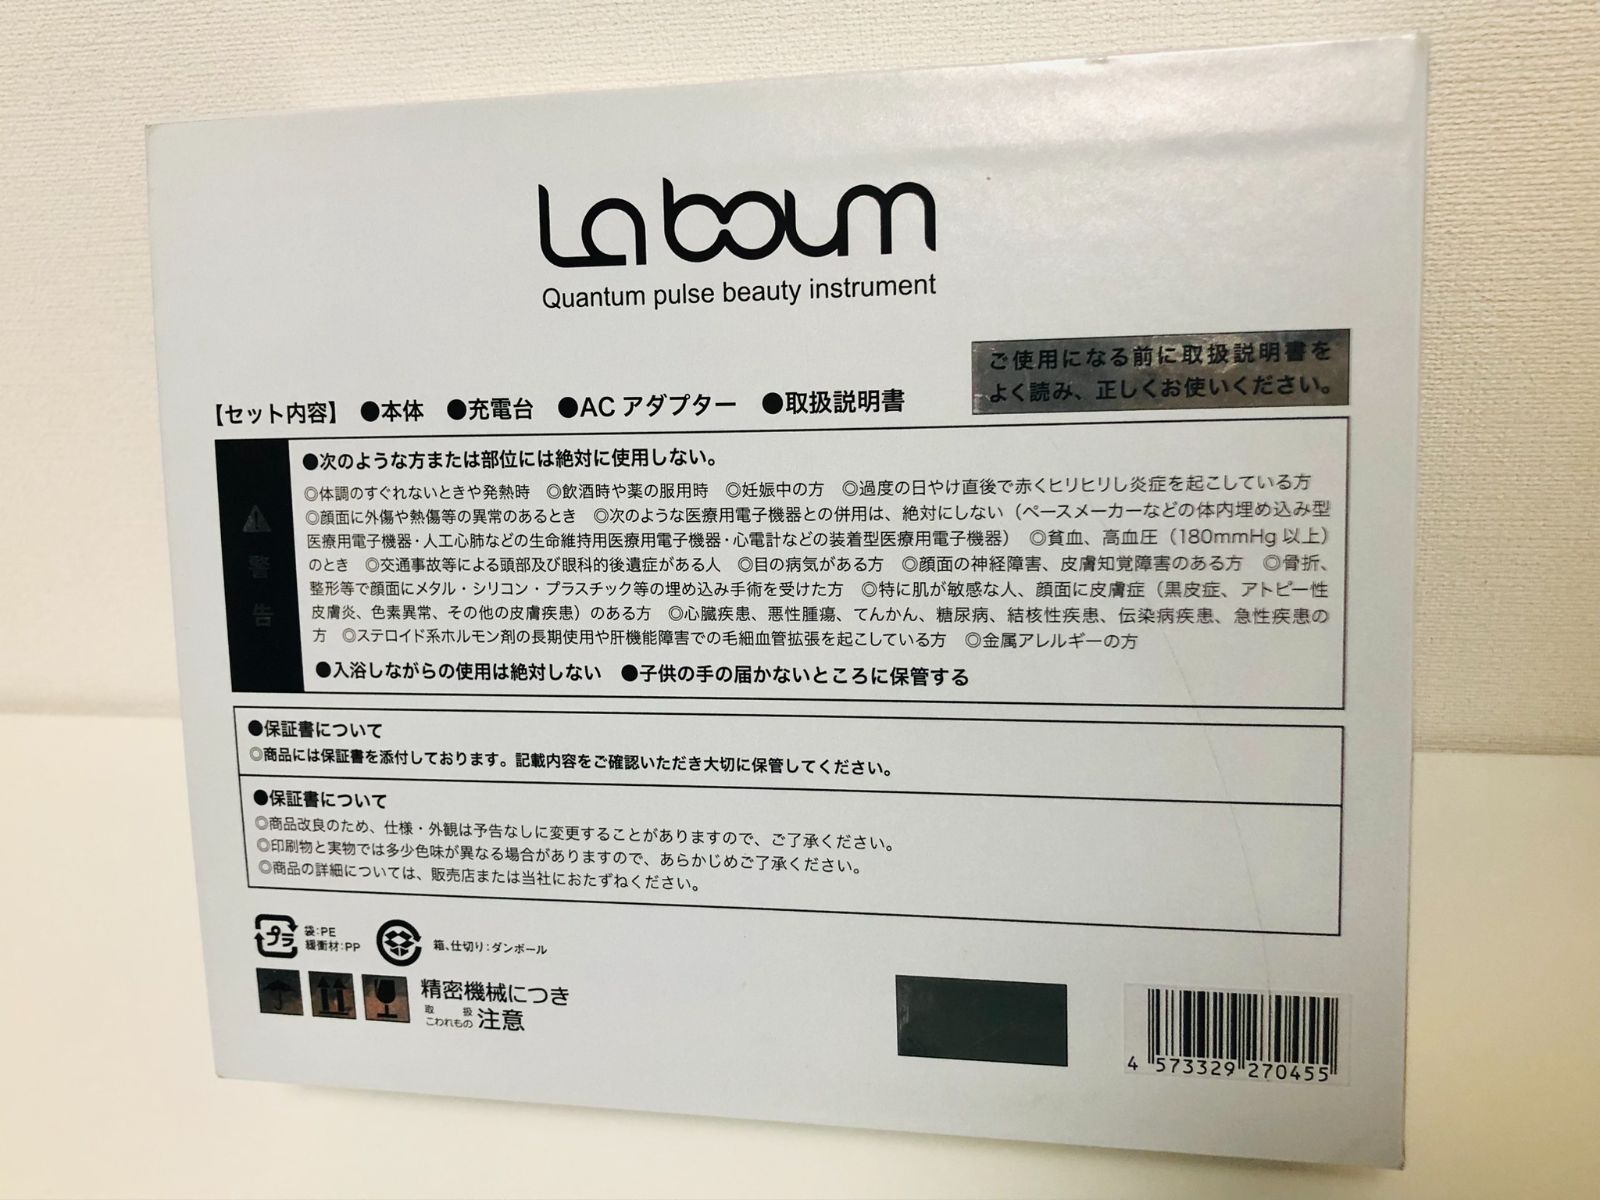 La boum
Quantum pulse beauty instrument
ご使用になる前に取扱説明書を
よく読み、正しくお使いください。
【セット内容】 ●本体 ●充電台 ●AC アダプター ●取扱説明書
警告
●次のような方または部位には絶対に使用しない。
◎体調のすぐれないときや発熱時 ◎飲酒時や薬の服用時 ◎妊娠中の方 ◎過度の日やけ直後で赤くヒリヒリし炎症を起こしている方
◎顔面に外傷や熱傷等の異常のあるとき ◎次のような医療用電子機器との併用は、絶対にしない（ペースメーカーなどの体内埋め込み型
医療用電子機器・人工心肺などの生命維持用医療用電子機器・心電計などの装着型医療用電子機器） ◎貧血、高血圧（180mmHg 以上）
のとき ◎交通事故等による頭部及び眼科的後遺症がある人 ◎目の病気がある方 ◎顔面の神経障害、皮膚知覚障害のある方 ◎骨折、
整形等で顔面にメタル・シリコン・プラスチック等の埋め込み手術を受けた方 ◎特に肌が敏感な人、顔面に皮膚症（黒皮症、アトピー性
皮膚炎、色素異常、その他の皮膚疾患）のある方 ◎心臓疾患、悪性腫瘍、てんかん、糖尿病、結核性疾患、伝染病疾患、急性疾患の
方 ◎ステロイド系ホルモン剤の長期使用や肝機能障害での毛細血管拡張を起こしている方 ◎金属アレルギーの方
●入浴しながらの使用は絶対しない ●子供の手の届かないところに保管する
●保証書について
◎商品には保証書を添付しております。記載内容をご確認いただき大切に保管してください。
●保証書について
◎商品改良のため、仕様・外観は予告なしに変更することがありますので、ご了承ください。
◎印刷物と実物では多少色味が異なる場合がありますので、あらかじめご了承ください。
◎商品の詳細については、販売店または当社におたずねください。
プラ
袋：PE
緩衝材：PP
箱、仕切り：ダンボール
精密機械につき
取扱
こわれもの
注意
4 573329 270455